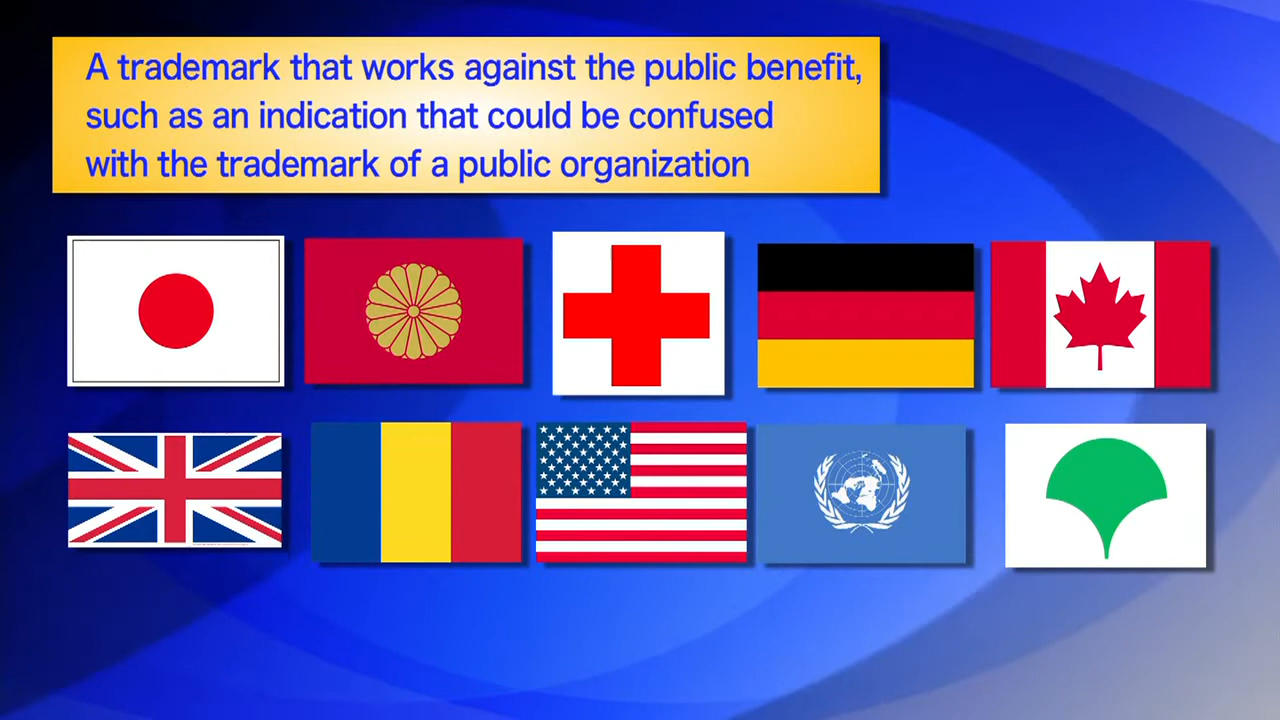 A trademark that works against the public benefit,
such as an indication that could be confused
with the trademark of a public organization